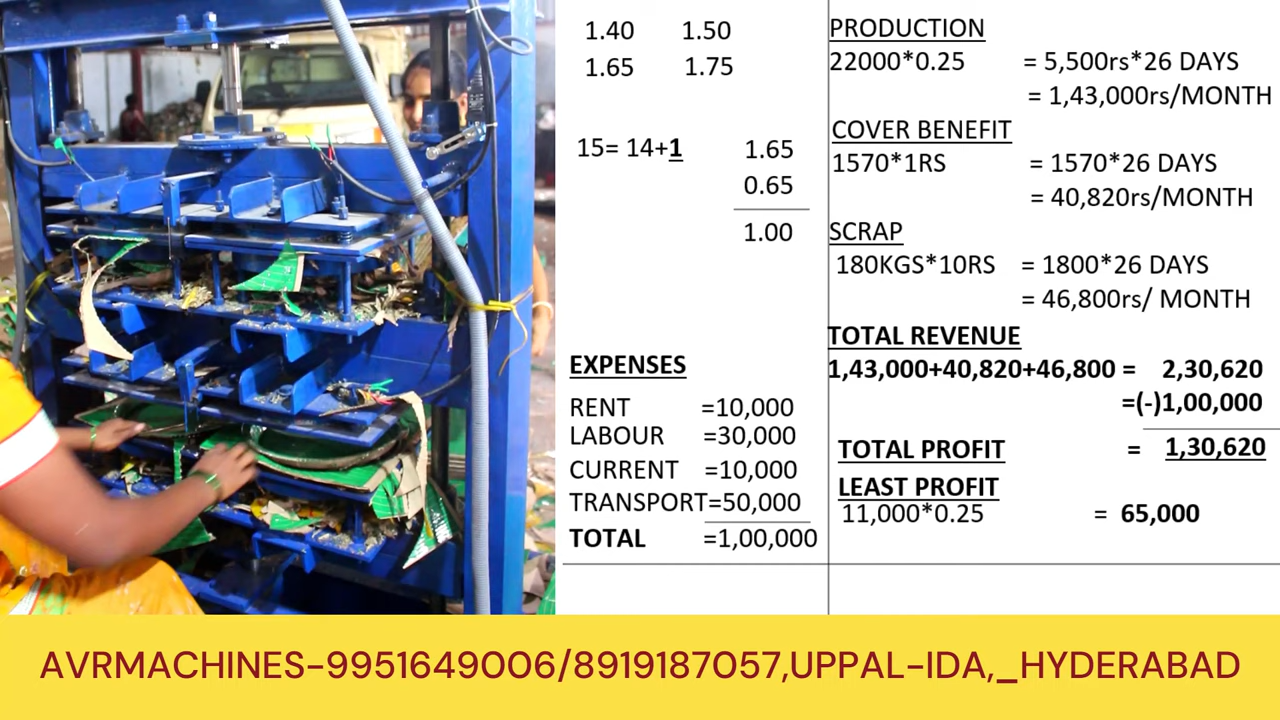 1.40 1.50
1.65 1.75
15= 14+1 1.65
0.65
1.00
EXPENSES
RENT =10,000
LABOUR =30,000
CURRENT =10,000
TRANSPORT=50,000
TOTAL =1,00,000
PRODUCTION
22000*0.25 = 5,500rs*26 DAYS
= 1,43,000rs/MONTH
COVER BENEFIT
1570*1RS = 1570*26 DAYS
= 40,820rs/MONTH
SCRAP
180KGS*10RS = 1800*26 DAYS
= 46,800rs/ MONTH
TOTAL REVENUE
1,43,000+40,820+46,800 = 2,30,620
=(-)1,00,000
TOTAL PROFIT = 1,30,620
LEAST PROFIT
11,000*0.25 = 65,000
AVRMACHINES-9951649006/8919187057,UPPAL-IDA,_HYDERABAD